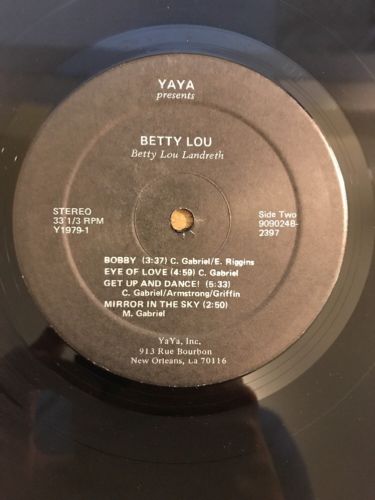 YAYA
presents
BETTY LOU
Betty Lou Landreth
STEREO
33 1/3 RPM
Y1979-1
Side Two
909024B-
2397
BOBBY (3:37) C. Gabriel/E. Riggins
EYE OF LOVE (4:59) C. Gabriel
GET UP AND DANCE! (5:33)
C. Gabriel/Armstrong/Griffin
MIRROR IN THE SKY (2:50)
M. Gabriel
YaYa, Inc.
913 Rue Bourbon
New Orleans, LA 70116